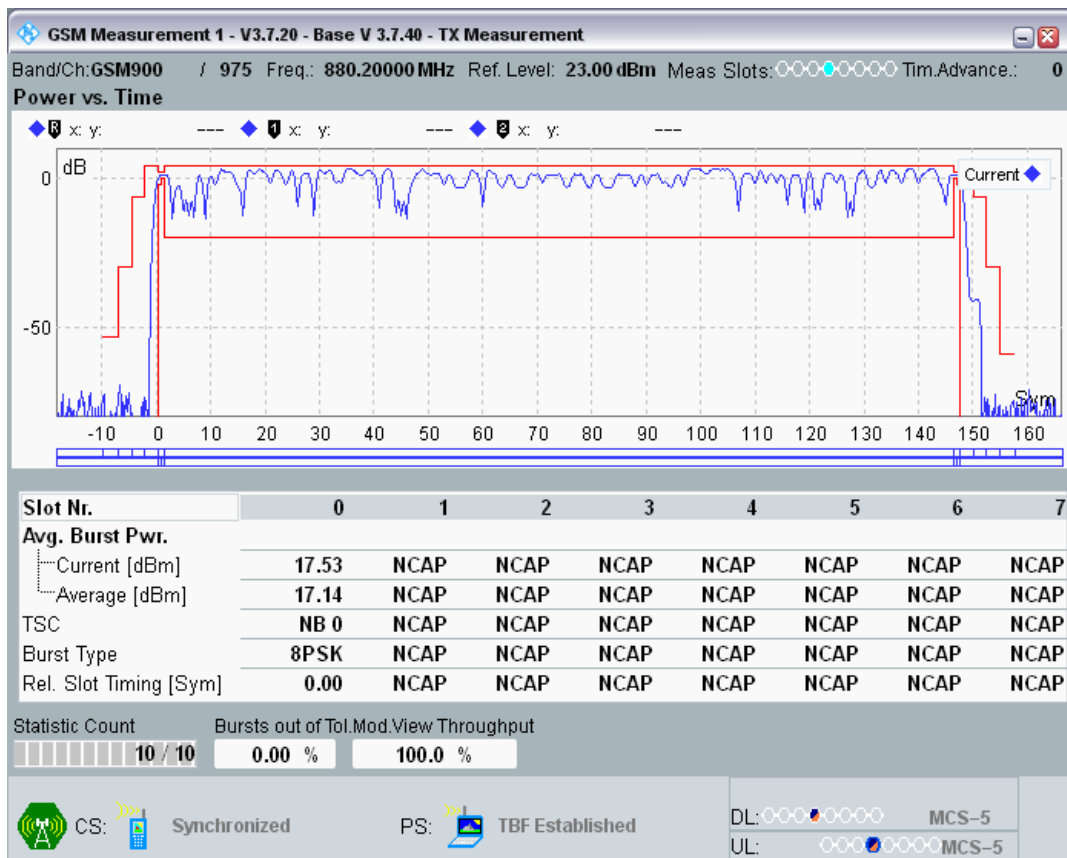 GSM Measurement 1 - V3.7.20 - Base V 3.7.40 - TX Measurement
Band/Ch:GSM900 / 975 Freq.: 880.20000 MHz Ref. Level: 23.00 dBm Meas Slots: Tim.Advance.: 0
Power vs. Time
R x: y: --- 1 x: y: --- 2 x: y: ---
dB
Current
0
-50
Sym
-10 0 10 20 30 40 50 60 70 80 90 100 110 120 130 140 150 160
Slot Nr. 0 1 2 3 4 5 6 7
Avg. Burst Pwr.
Current [dBm] 17.53 NCAP NCAP NCAP NCAP NCAP NCAP NCAP
Average [dBm] 17.14 NCAP NCAP NCAP NCAP NCAP NCAP NCAP
TSC NB 0 NCAP NCAP NCAP NCAP NCAP NCAP NCAP
Burst Type 8PSK NCAP NCAP NCAP NCAP NCAP NCAP NCAP
Rel. Slot Timing [Sym] 0.00 NCAP NCAP NCAP NCAP NCAP NCAP NCAP
Statistic Count Bursts out of Tol. Mod.View Throughput
10 / 10 0.00 % 100.0 %
CS: Synchronized PS: TBF Established DL: MCS-5
UL: MCS-5